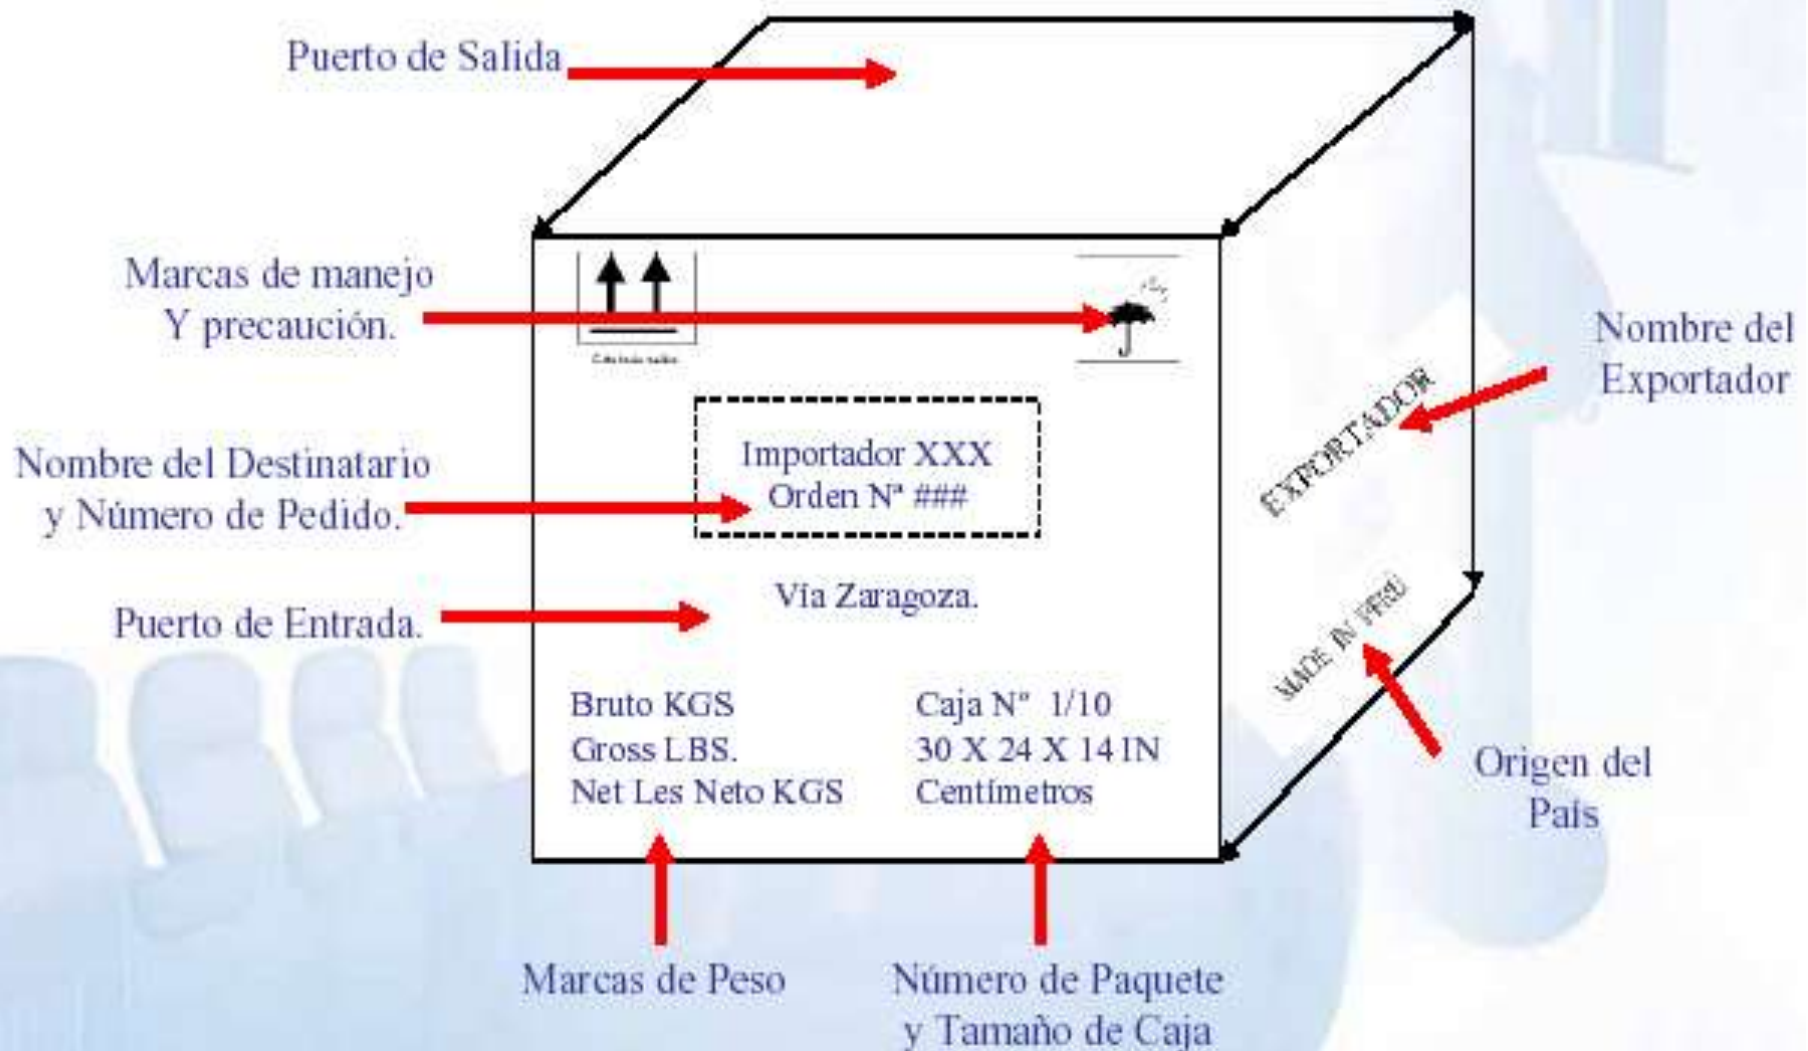 Puerto de Salida
Marcas de manejo
Y precaución.
Nombre del
Exportador
EXPORTADOR
Importador XXX
Orden Nª ###
Nombre del Destinatario
y Número de Pedido.
Vía Zaragoza.
Puerto de Entrada.
MADE IN PERU
Bruto KGS
Gross LBS.
Net Les Neto KGS
Caja Nº 1/10
30 X 24 X 14 IN
Centímetros
Origen del
País
Marcas de Peso
Número de Paquete
y Tamaño de Caja